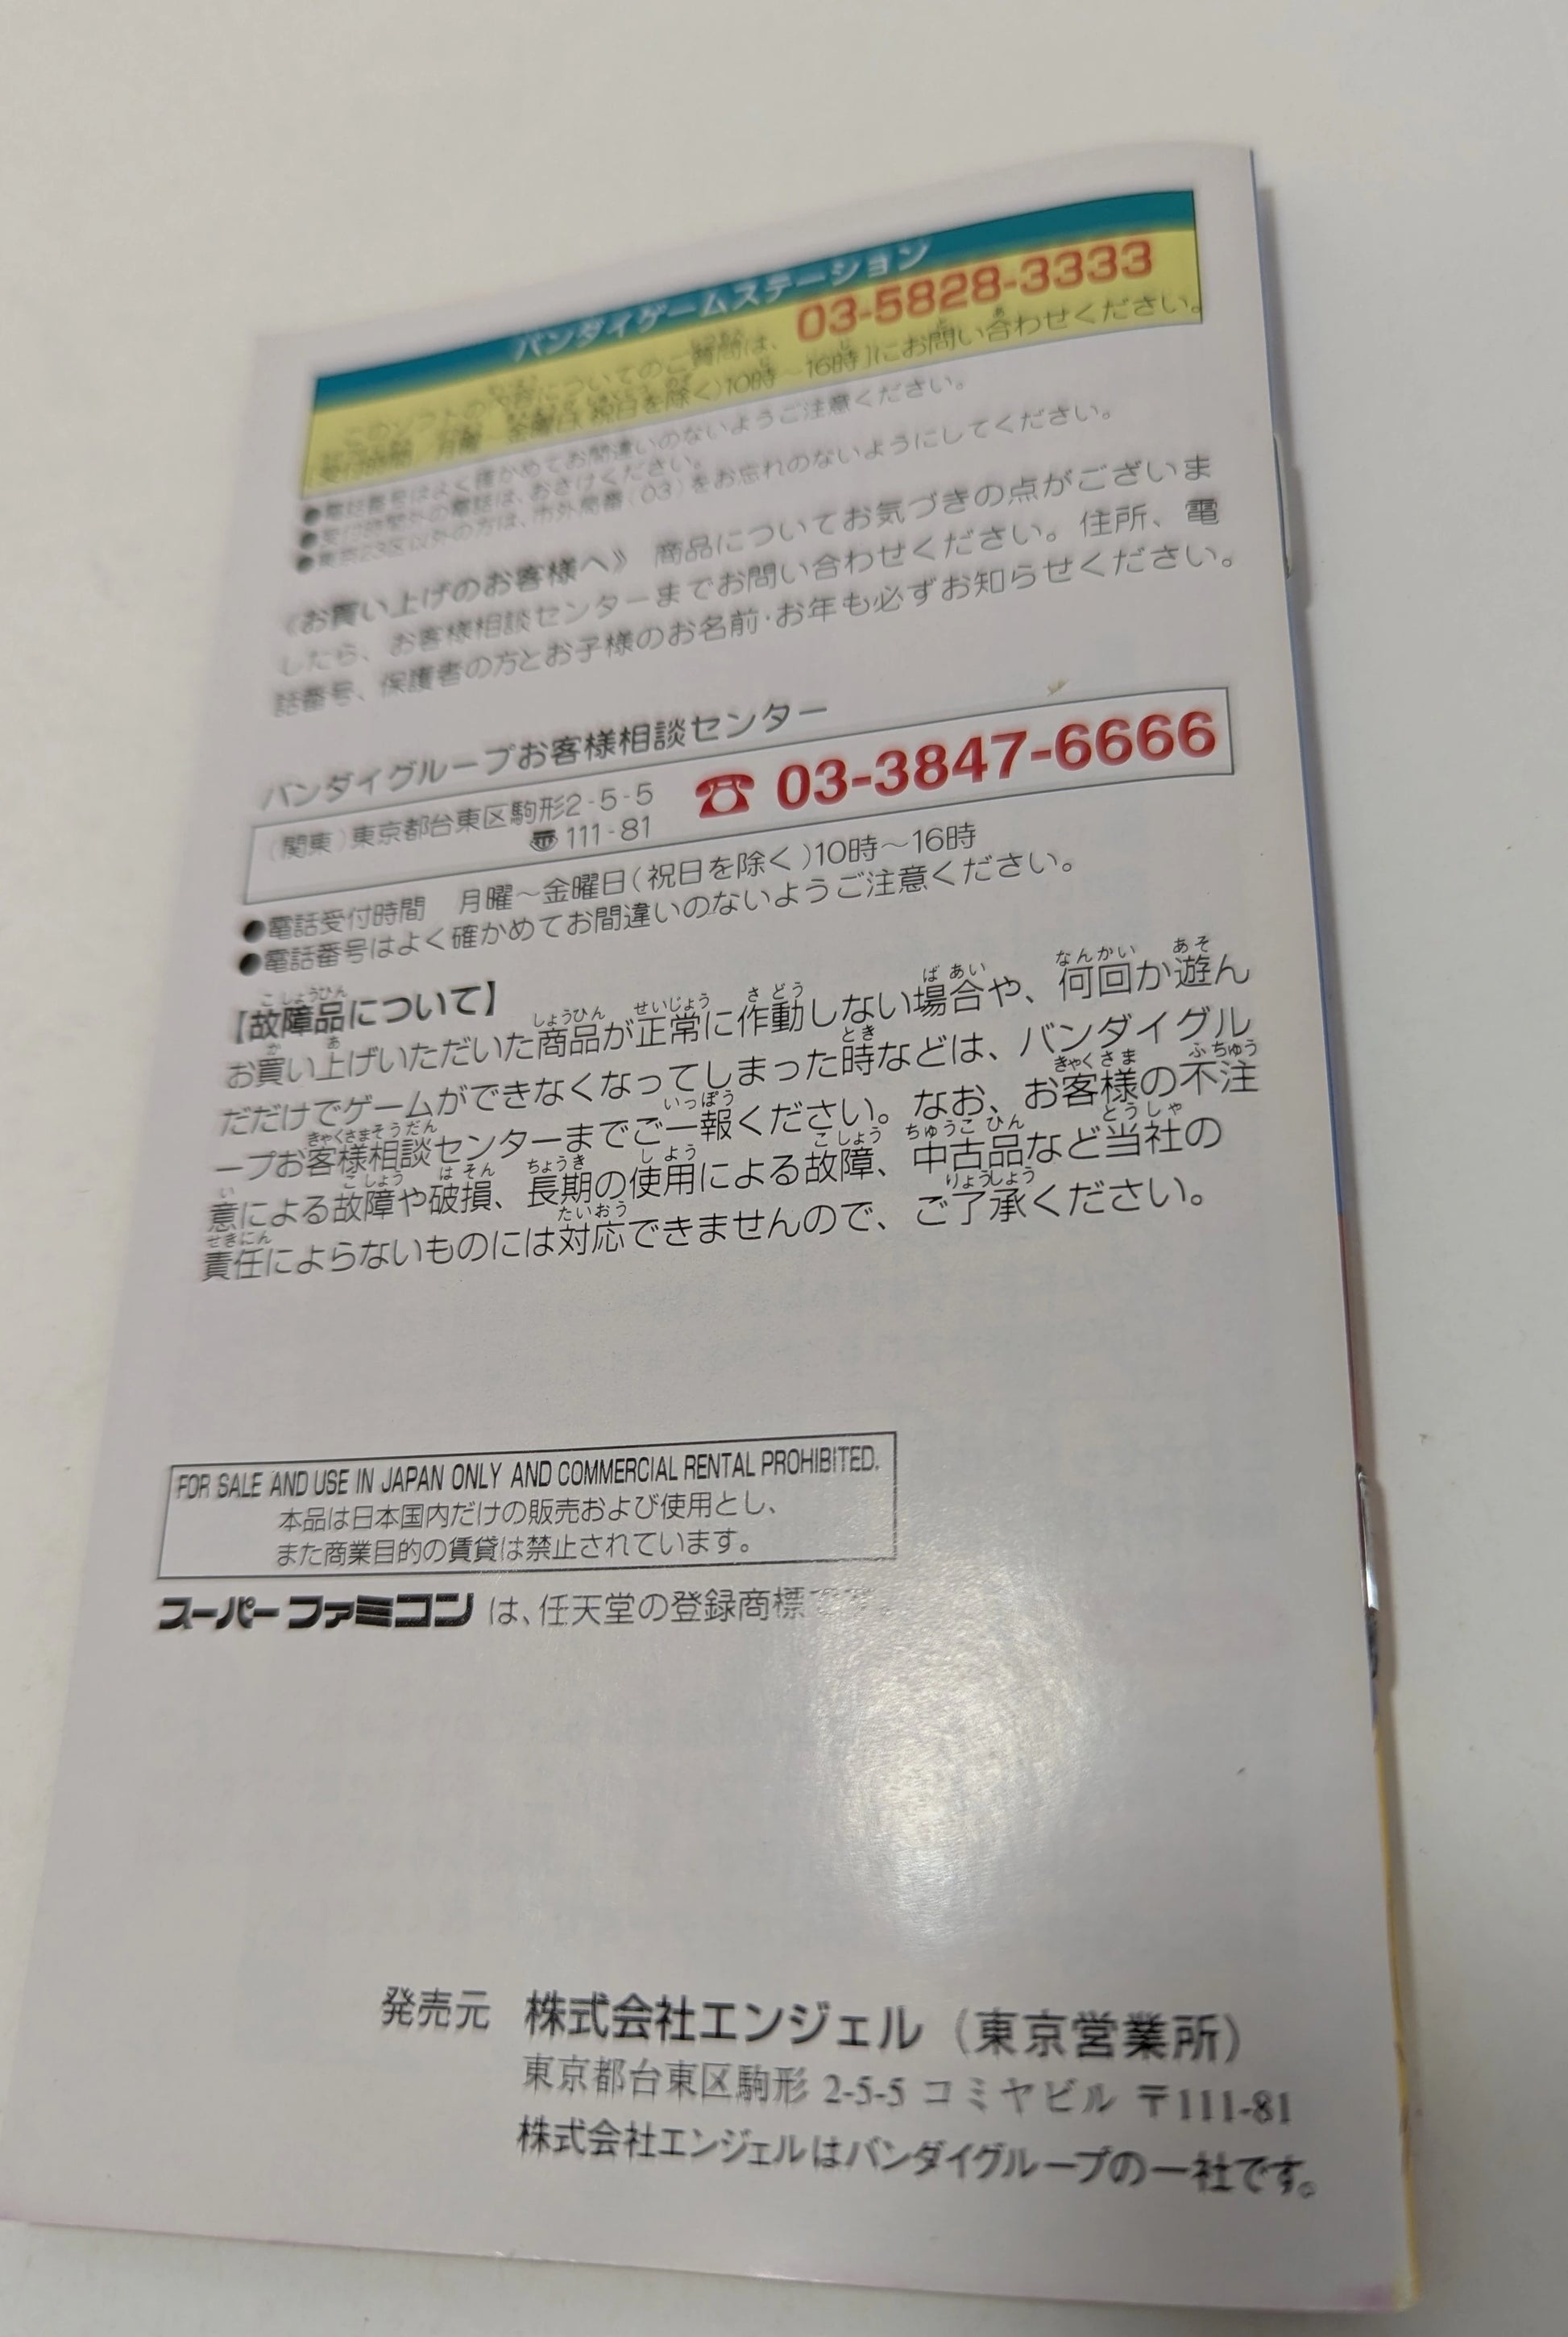 バンダイゲームステーション
このソフトの内容についてのご質問は、 03-5828-3333
受付時間/月曜〜金曜日(祝日を除く)10時〜16時)にお問い合わせください。
●電話番号はよく確かめてお間違いのないようご注意ください。
●受付時間外の電話は、おさけください。
●東京23区以外の方は、市外局番(03)をお忘れのないようにしてください。
《お買い上げのお客様へ》 商品についてお気づきの点がございま
したら、お客様相談センターまでお問い合わせください。住所、電
話番号、保護者の方とお子様のお名前・お年も必ずお知らせください。
バンダイグループお客様相談センター
(関東)東京都台東区駒形2-5-5
〠111-81
☎ 03-3847-6666
●電話受付時間 月曜〜金曜日(祝日を除く)10時〜16時
●電話番号はよく確かめてお間違いのないようご注意ください。
【故障品について】
お買い上げいただいた商品が正常に作動しない場合や、何回か遊ん
だだけでゲームができなくなってしまった時などは、バンダイグル
ープお客様相談センターまでご一報ください。なお、お客様の不注
意による故障や破損、長期の使用による故障、中古品など当社の
責任によらないものには対応できませんので、ご了承ください。
FOR SALE AND USE IN JAPAN ONLY AND COMMERCIAL RENTAL PROHIBITED.
本品は日本国内だけの販売および使用とし、
また商業目的の賃貸は禁止されています。
スーパーファミコン は、任天堂の登録商標です。
発売元 株式会社エンジェル(東京営業所)
東京都台東区駒形 2-5-5 コミヤビル 〒111-81
株式会社エンジェルはバンダイグループの一社です。